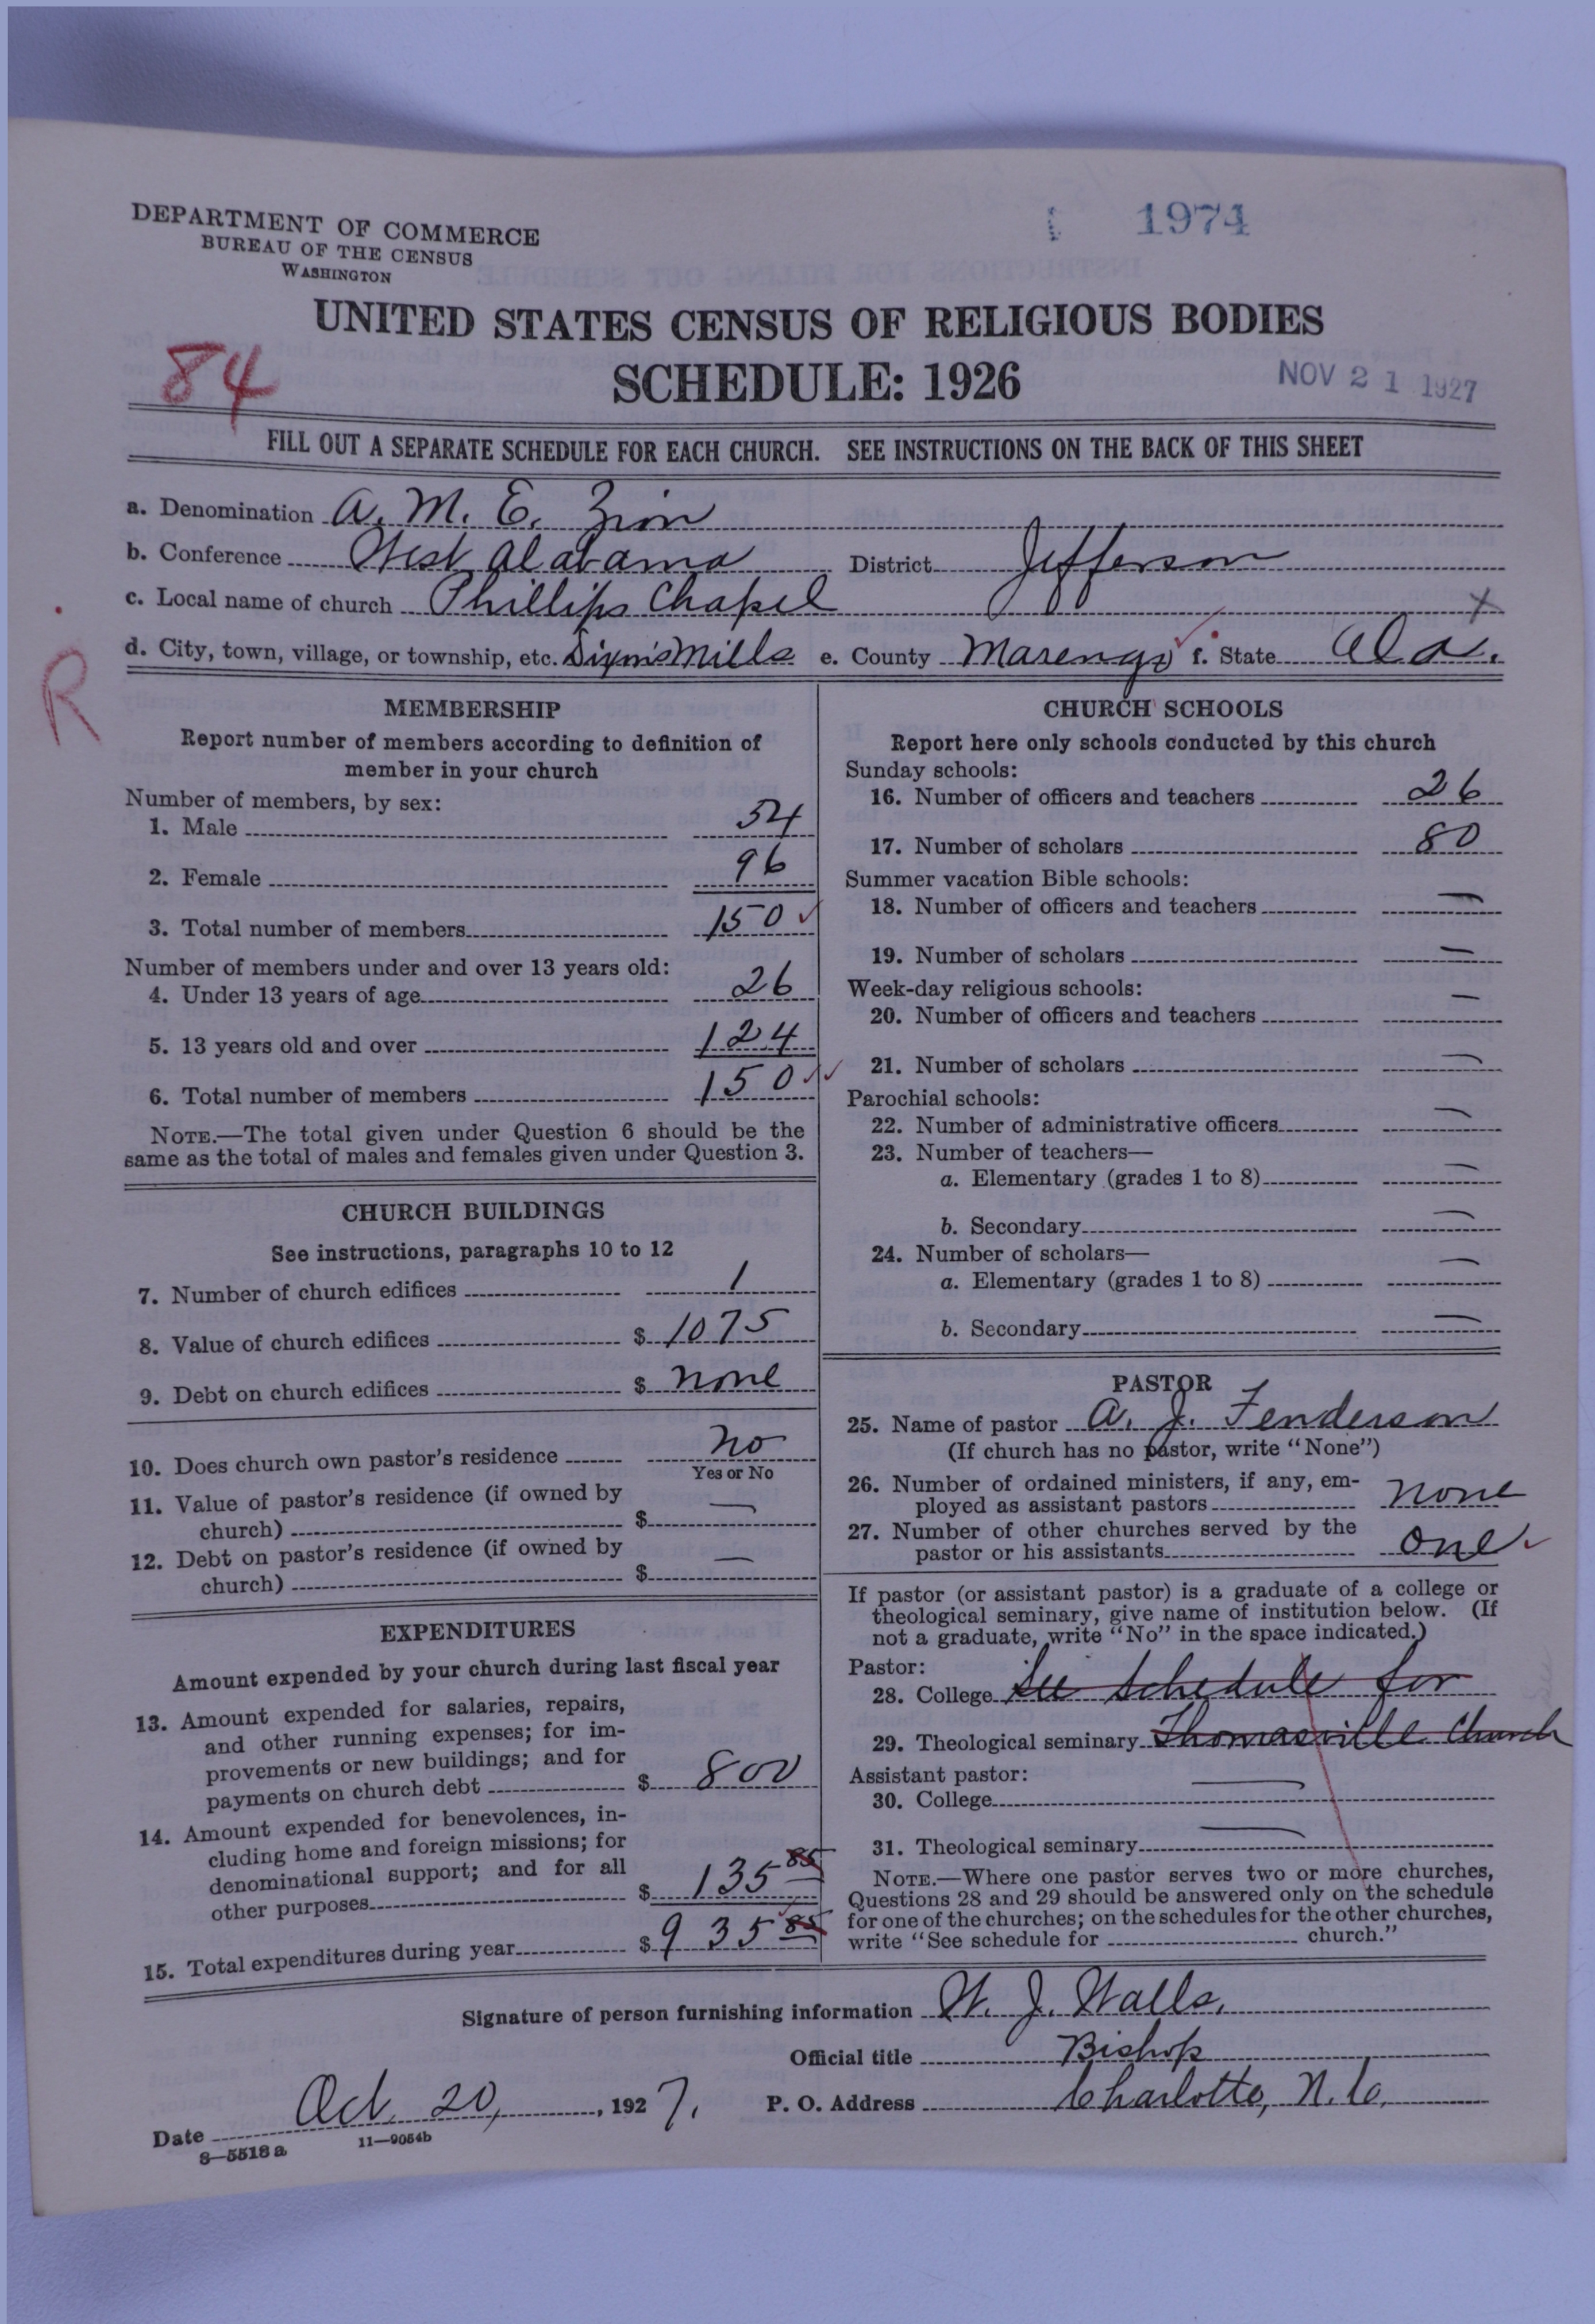 DEPARTMENT OF COMMERCE
BUREAU OF THE CENSUS
WASHINGTON
1974
UNITED STATES CENSUS OF RELIGIOUS BODIES
84
SCHEDULE: 1926
NOV 21 1927
FILL OUT A SEPARATE SCHEDULE FOR EACH CHURCH. SEE INSTRUCTIONS ON THE BACK OF THIS SHEET
a. Denomination A. M. E. Zion
b. Conference West Alabama District Jefferson
c. Local name of church Phillips Chapel X
d. City, town, village, or township, etc. Dixon's Mills e. County Marengo f. State Ala.
R
MEMBERSHIP
Report number of members according to definition of
member in your church
Number of members, by sex:
1. Male 54
2. Female 96
3. Total number of members 150 ✓
Number of members under and over 13 years old:
4. Under 13 years of age 26
5. 13 years old and over 124
6. Total number of members 150 ✓✓
NOTE.—The total given under Question 6 should be the
same as the total of males and females given under Question 3.
CHURCH BUILDINGS
See instructions, paragraphs 10 to 12
7. Number of church edifices 1
8. Value of church edifices $ 1075
9. Debt on church edifices $ none
10. Does church own pastor's residence no
Yes or No
11. Value of pastor's residence (if owned by
church) $ —
12. Debt on pastor's residence (if owned by
church) $ —
EXPENDITURES
Amount expended by your church during last fiscal year
13. Amount expended for salaries, repairs,
and other running expenses; for im-
provements or new buildings; and for
payments on church debt $ 800
14. Amount expended for benevolences, in-
cluding home and foreign missions; for
denominational support; and for all
other purposes $ 135 85
15. Total expenditures during year $ 935 85
CHURCH SCHOOLS
Report here only schools conducted by this church
Sunday schools:
16. Number of officers and teachers 26
17. Number of scholars 80
Summer vacation Bible schools:
18. Number of officers and teachers —
19. Number of scholars —
Week-day religious schools:
20. Number of officers and teachers —
21. Number of scholars —
Parochial schools:
22. Number of administrative officers —
23. Number of teachers—
a. Elementary (grades 1 to 8) —
b. Secondary —
24. Number of scholars—
a. Elementary (grades 1 to 8) —
b. Secondary —
PASTOR
25. Name of pastor A. J. Fenderson
(If church has no pastor, write "None")
26. Number of ordained ministers, if any, em-
ployed as assistant pastors none
27. Number of other churches served by the
pastor or his assistants one ✓
If pastor (or assistant pastor) is a graduate of a college or
theological seminary, give name of institution below. (If
not a graduate, write "No" in the space indicated.)
Pastor:
28. College See schedule for
29. Theological seminary Thomasville Church
Assistant pastor:
30. College —
31. Theological seminary —
NOTE.—Where one pastor serves two or more churches,
Questions 28 and 29 should be answered only on the schedule
for one of the churches; on the schedules for the other churches,
write "See schedule for church."
Signature of person furnishing information W. J. Walls,
Official title Bishop
Date Oct. 20, 1927. P. O. Address Charlotte, N. C.
8—5518 a 11—9054b